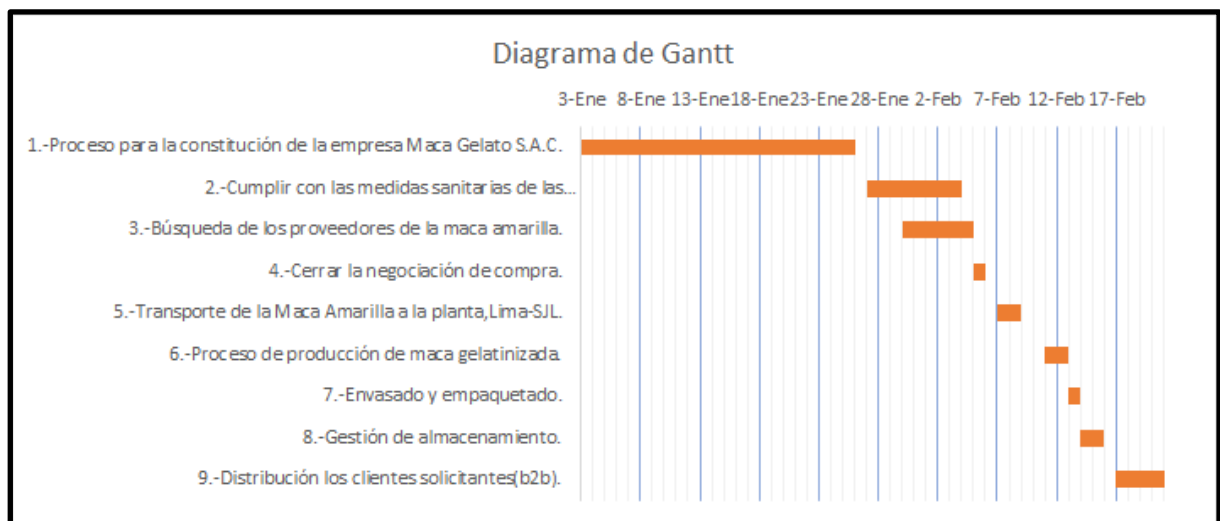 Diagrama de Gantt
3-Ene 8-Ene 13-Ene 18-Ene 23-Ene 28-Ene 2-Feb 7-Feb 12-Feb 17-Feb
1.-Proceso para la constitución de la empresa Maca Gelato S.A.C.
2.-Cumplir con las medidas sanitarias de las...
3.-Búsqueda de los proveedores de la maca amarilla.
4.-Cerrar la negociación de compra.
5.-Transporte de la Maca Amarilla a la planta,Lima-SJL.
6.-Proceso de producción de maca gelatinizada.
7.-Envasado y empaquetado.
8.-Gestión de almacenamiento.
9.-Distribución los clientes solicitantes(b2b).